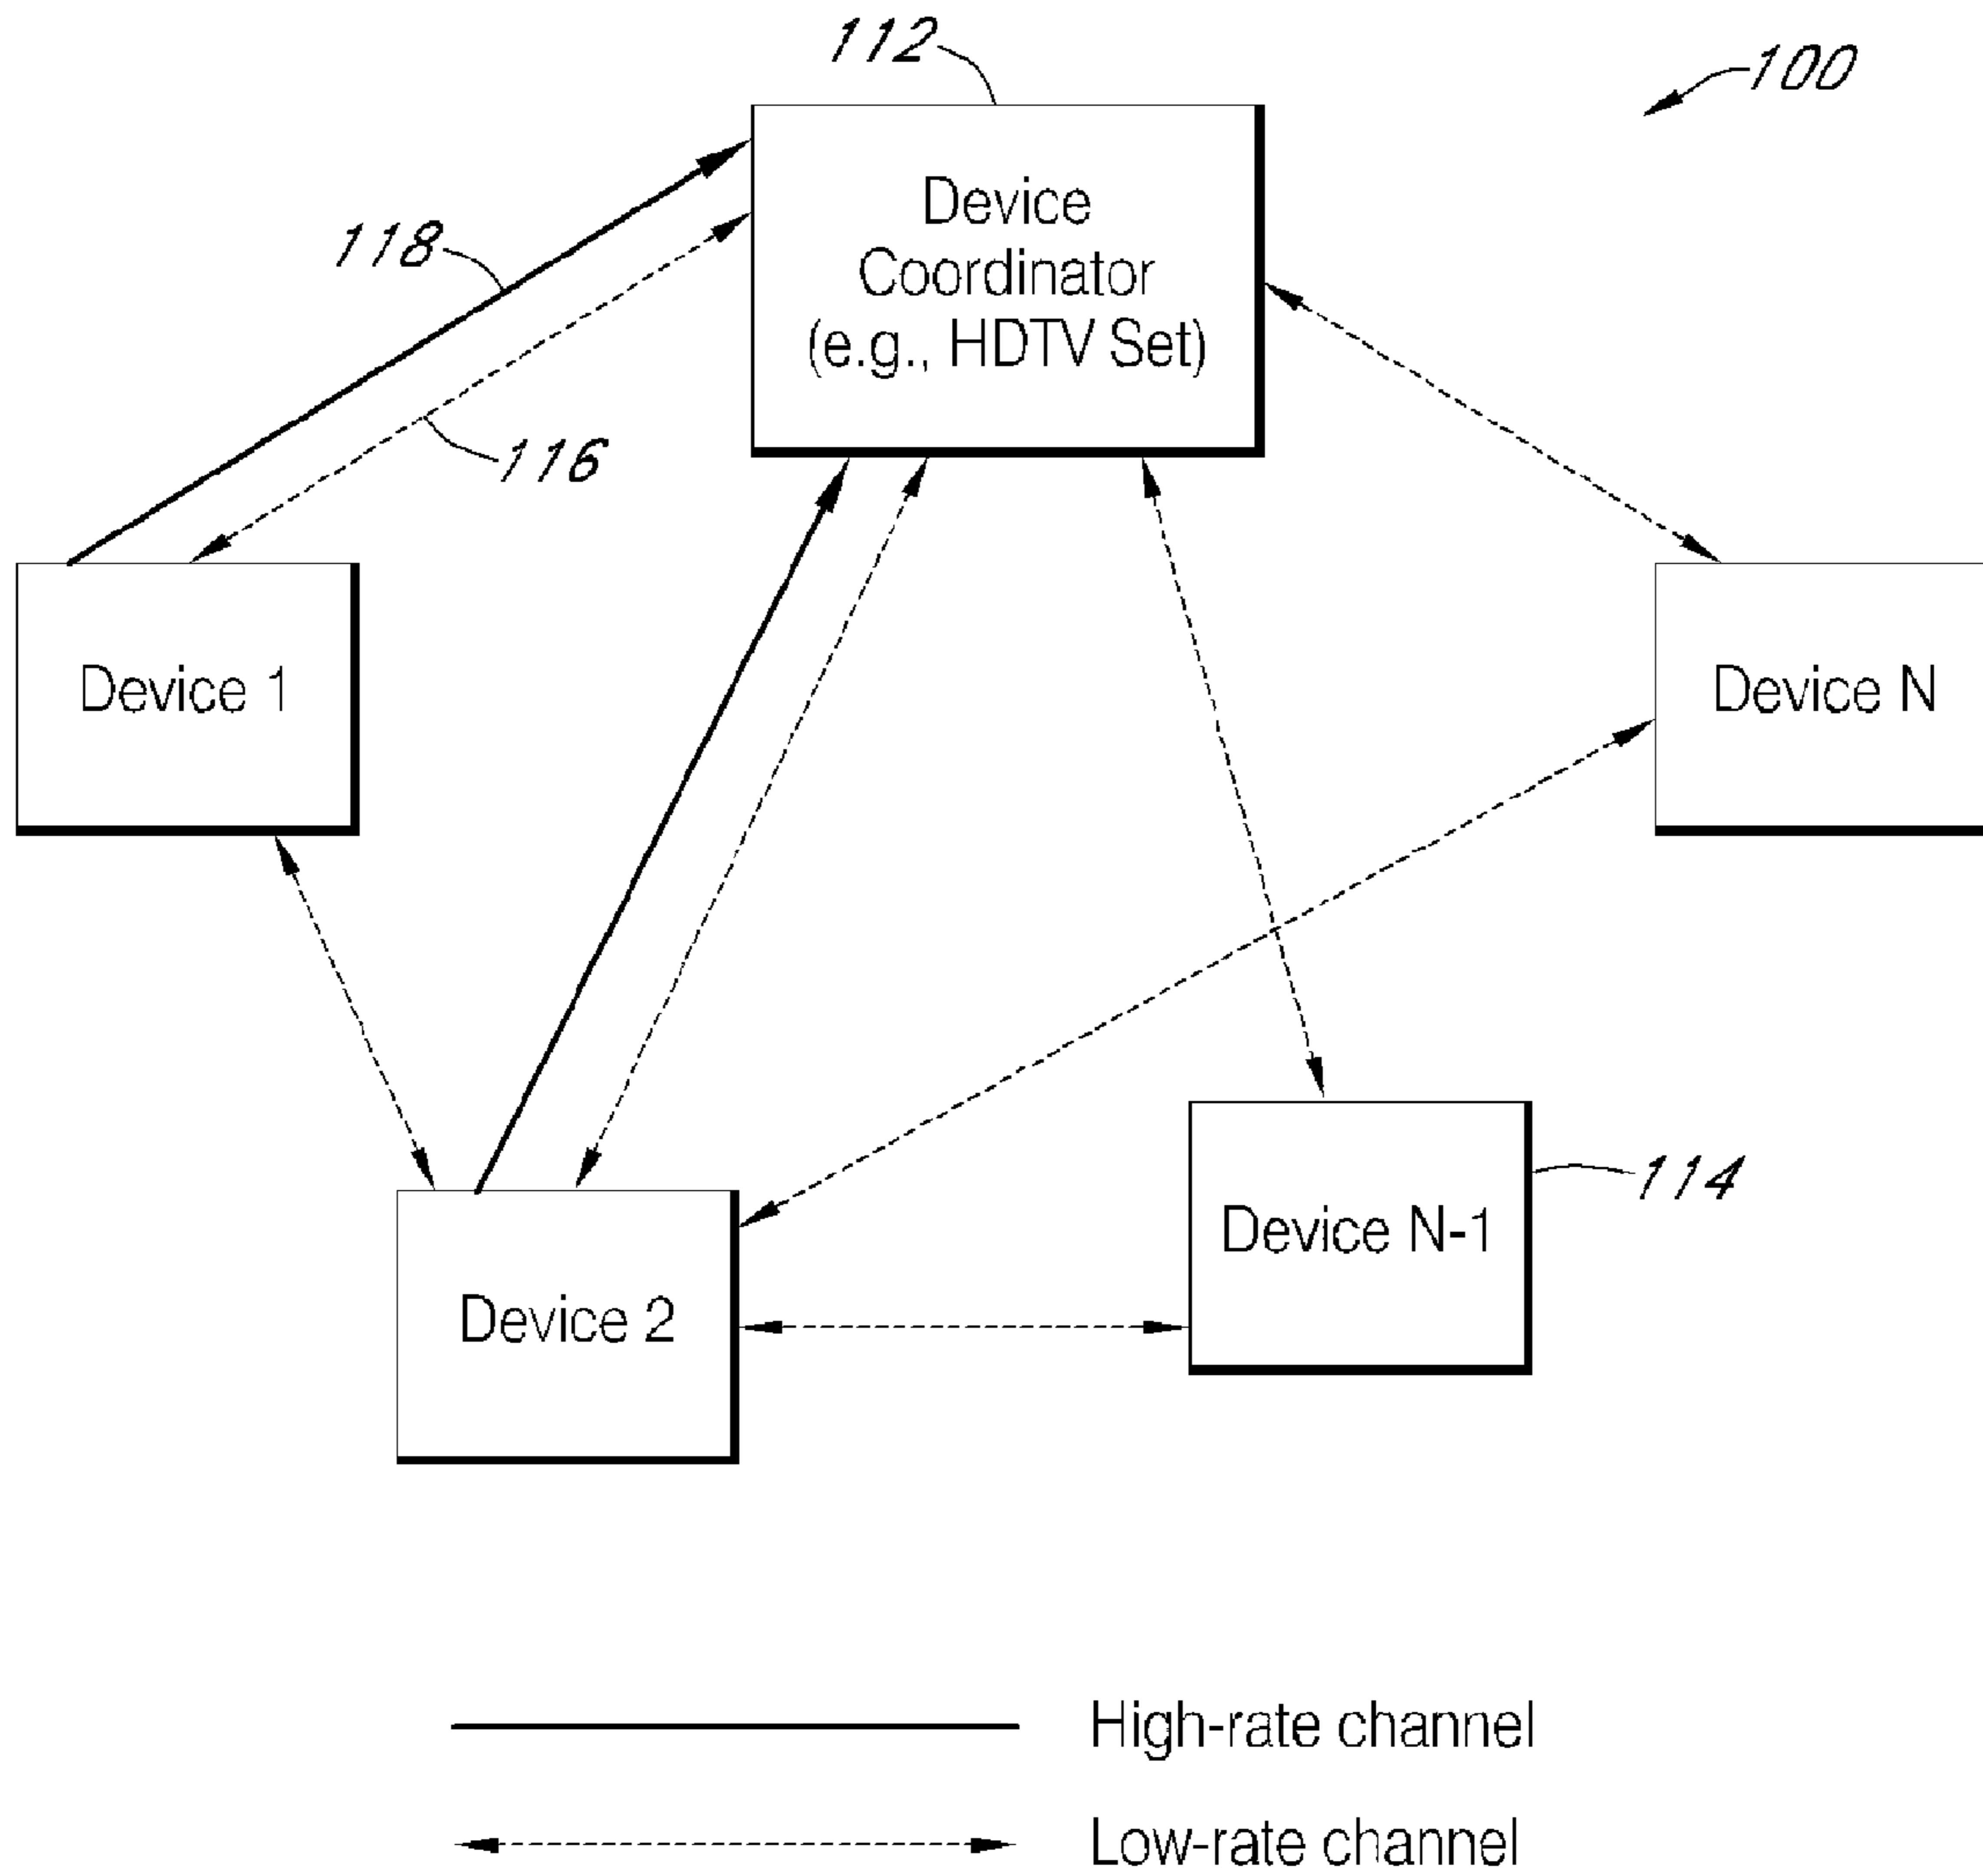 112
100
Device
Coordinator
(e.g., HDTV Set)
118
116
Device 1
Device N
Device N-1
114
Device 2
High-rate channel
Low-rate channel